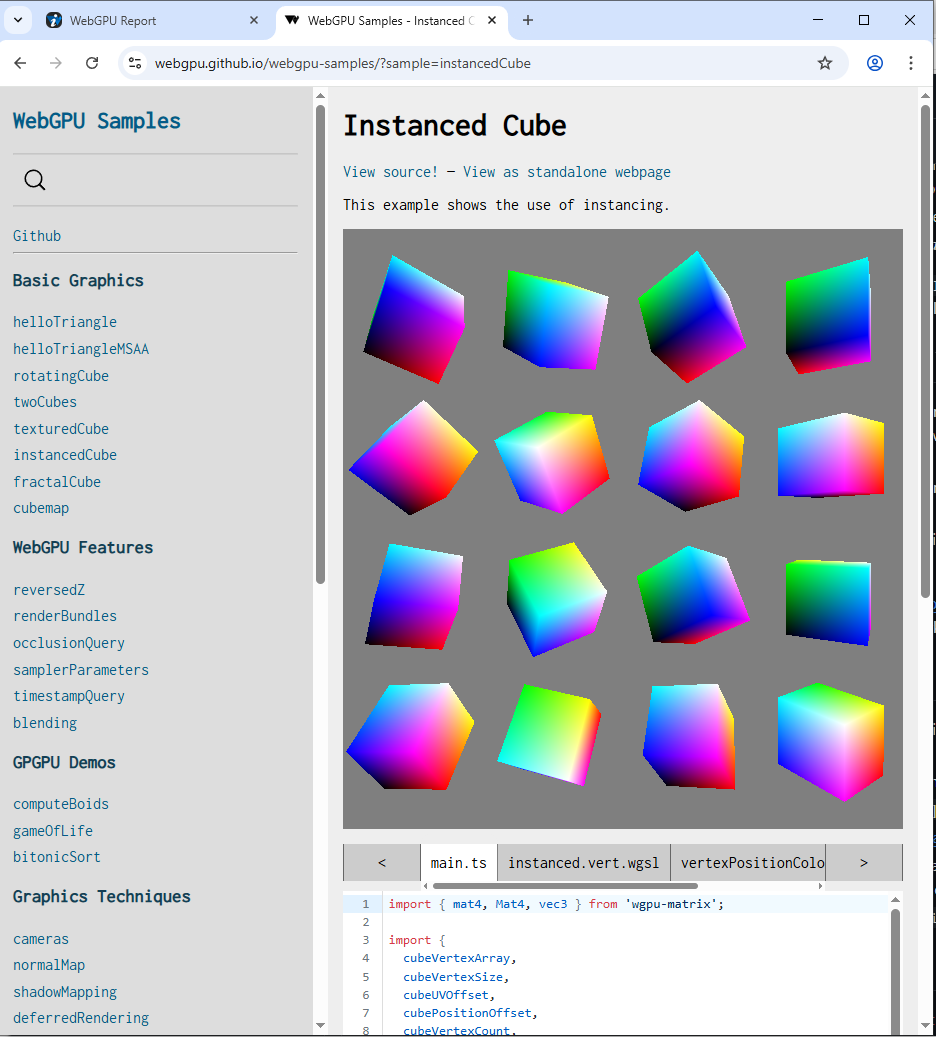 WebGPU Report
WebGPU Samples - Instanced C
webgpu.github.io/webgpu-samples/?sample=instancedCube
WebGPU Samples
Github
Basic Graphics
helloTriangle
helloTriangleMSAA
rotatingCube
twoCubes
texturedCube
instancedCube
fractalCube
cubemap
WebGPU Features
reversedZ
renderBundles
occlusionQuery
samplerParameters
timestampQuery
blending
GPGPU Demos
computeBoids
gameOfLife
bitonicSort
Graphics Techniques
cameras
normalMap
shadowMapping
deferredRendering
Instanced Cube
View source! — View as standalone webpage
This example shows the use of instancing.
< main.ts instanced.vert.wgsl vertexPositionColo >
1 import { mat4, Mat4, vec3 } from 'wgpu-matrix';
2
3 import {
4 cubeVertexArray,
5 cubeVertexSize,
6 cubeUVOffset,
7 cubePositionOffset,
8 cubeVertexCount,